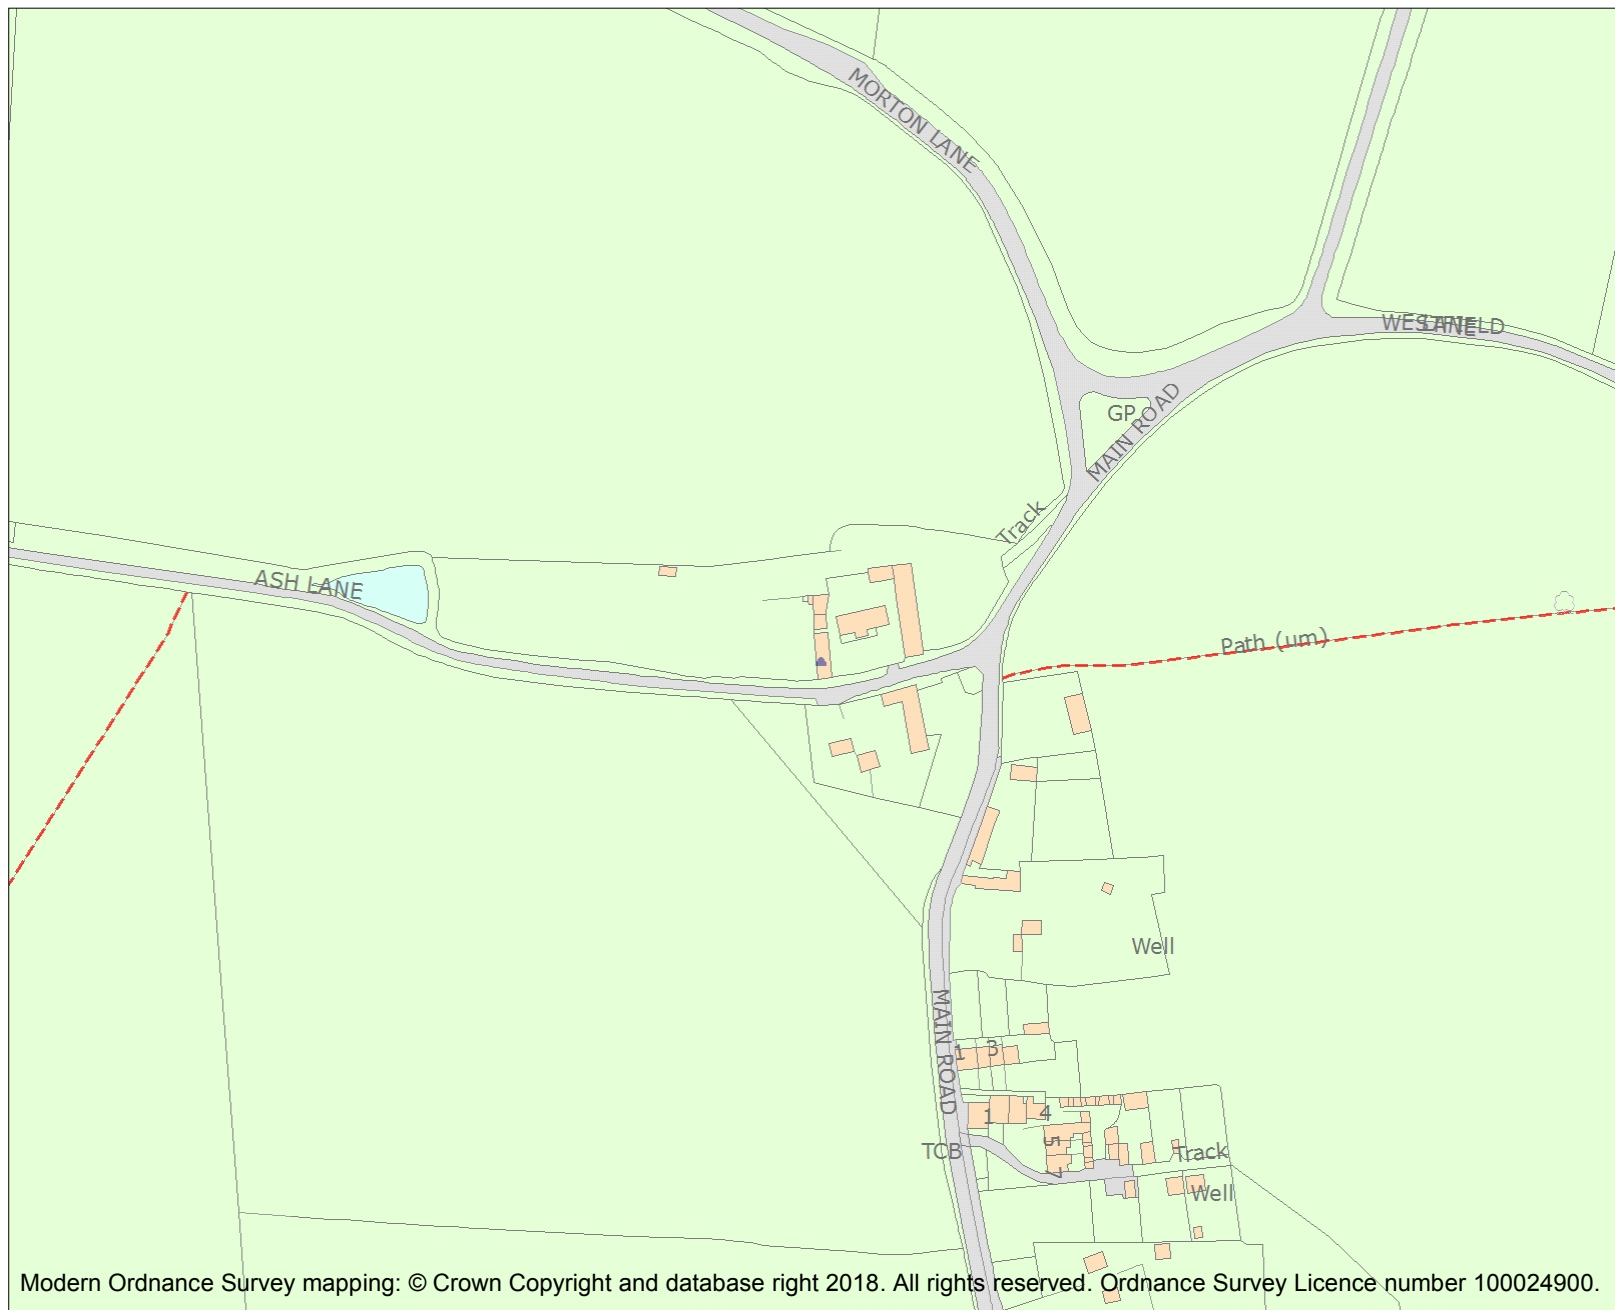 MORTON LANE
WESTFIELD
LANE
GP
MAIN ROAD
Track
ASH LANE
Path (um)
Well
MAIN ROAD
1
3
1
4
5
7
TCB
Track
Well
Modern Ordnance Survey mapping: © Crown Copyright and database right 2018. All rights reserved. Ordnance Survey Licence number 100024900.